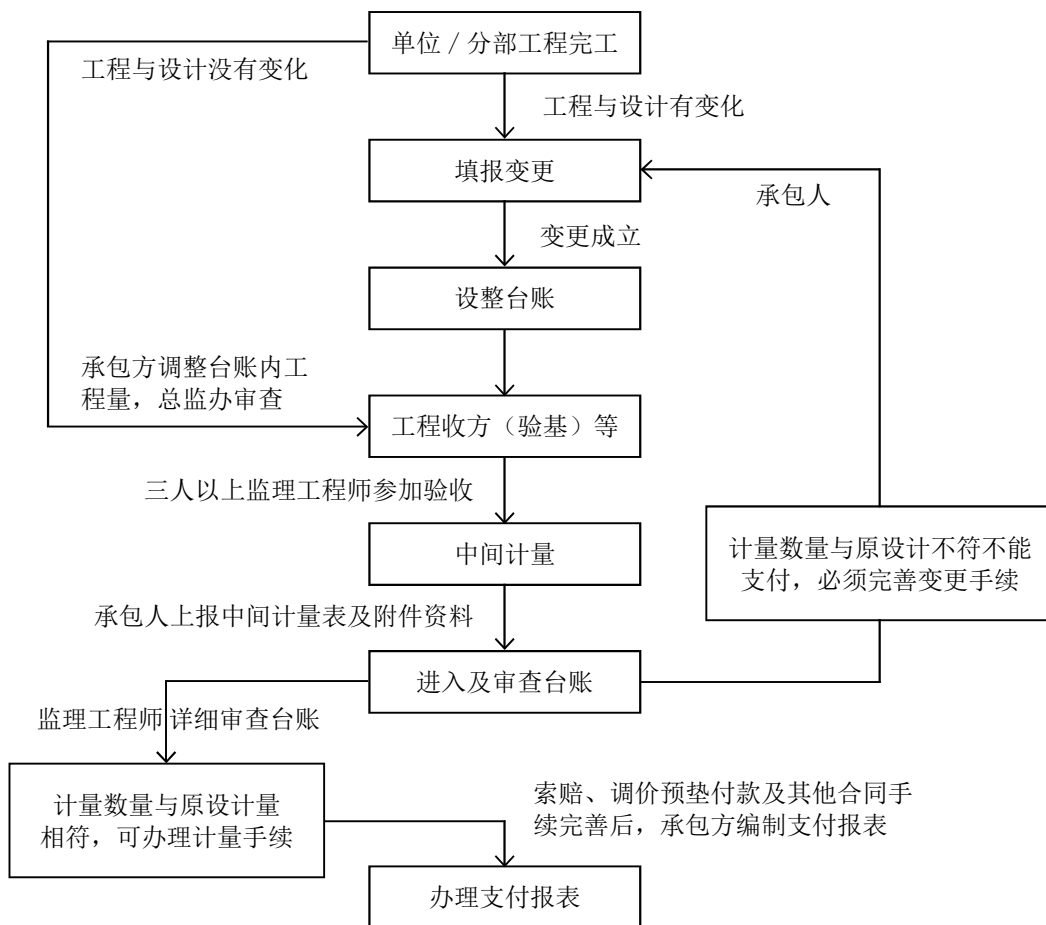 单位／分部工程完工
工程与设计没有变化
工程与设计有变化
填报变更
承包人
变更成立
设整台账
承包方调整台账内工
程量，总监办审查
工程收方（验基）等
三人以上监理工程师参加验收
中间计量
计量数量与原设计不符不能
支付，必须完善变更手续
承包人上报中间计量表及附件资料
进入及审查台账
监理工程师详细审查台账
计量数量与原设计量
相符，可办理计量手续
索赔、调价预垫付款及其他合同手
续完善后，承包方编制支付报表
办理支付报表